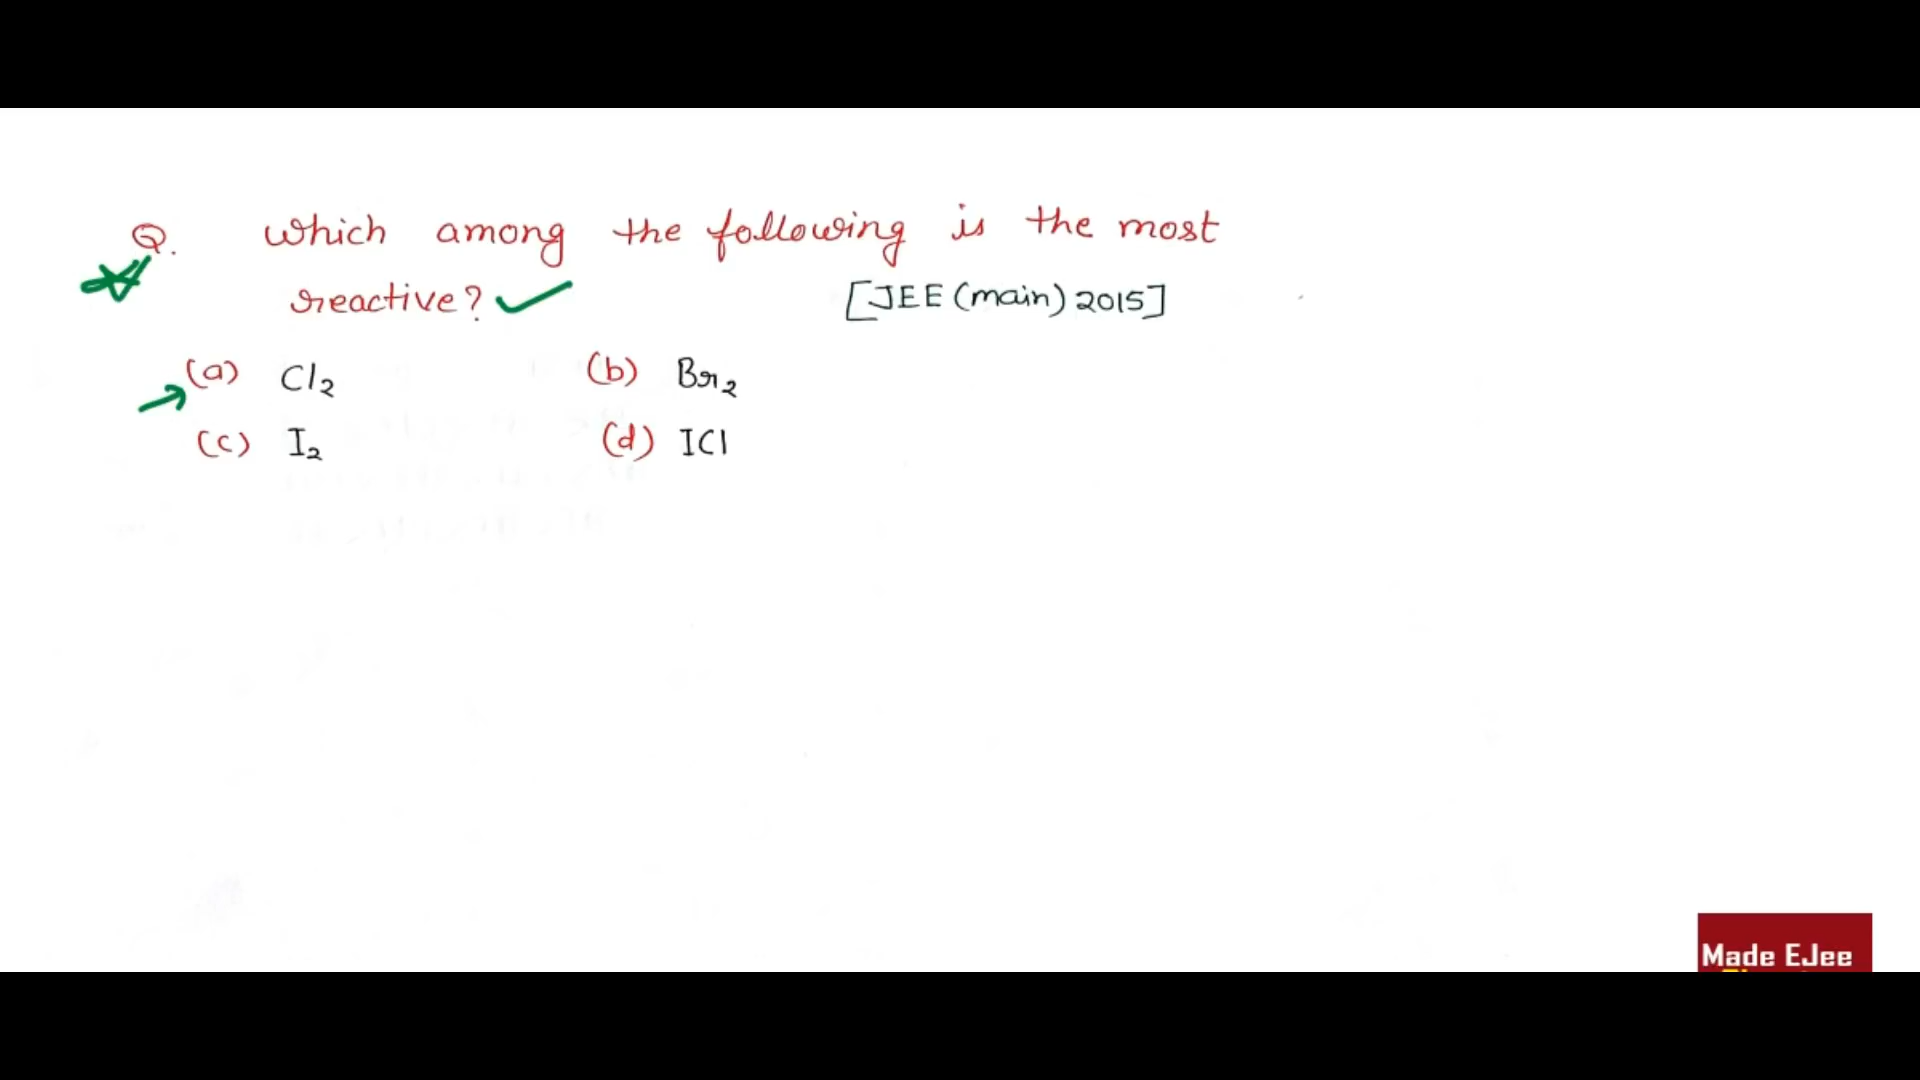 Q. Which among the following is the most
reactive? [JEE (main) 2015]
(a) Cl2 (b) Br2
(c) I2 (d) ICl
Made EJee